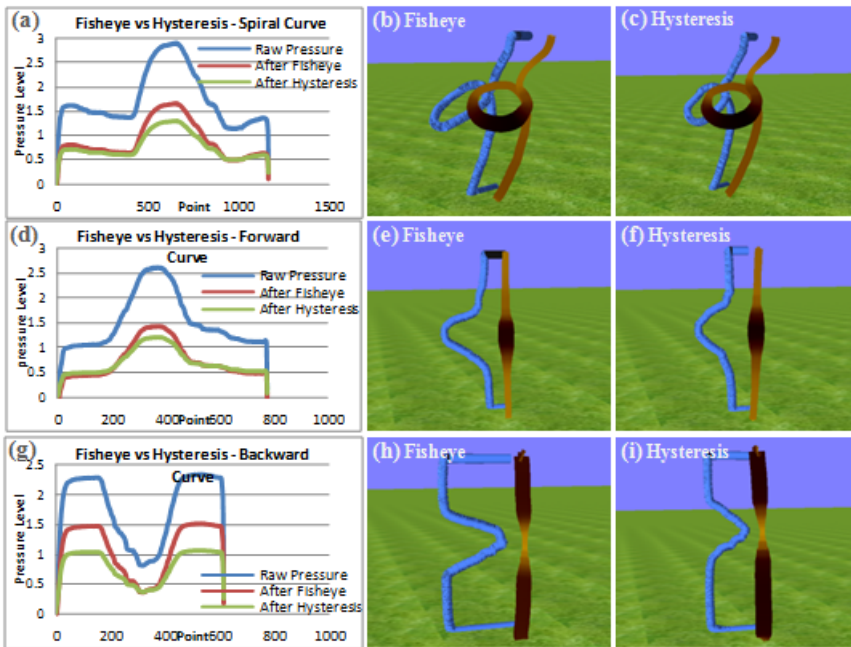 (a)
Fisheye vs Hysteresis - Spiral Curve
3
2.5
2
1.5
1
0.5
0
Pressure Level
Raw Pressure
After Fisheye
After Hysteresis
0
500
Point
1000
1500
(b) Fisheye
(c) Hysteresis
(d)
Fisheye vs Hysteresis - Forward
Curve
3
2.5
2
1.5
1
0.5
0
pressure Level
Raw Pressure
After Fisheye
After Hysteresis
0
200
400
Point
600
800
1000
(e) Fisheye
(f) Hysteresis
(g)
Fisheye vs Hysteresis - Backward
Curve
2.5
2
1.5
1
0.5
0
Pressure Level
Raw Pressure
After Fisheye
After Hysteresis
0
200
400
Point
600
800
1000
(h) Fisheye
(i) Hysteresis